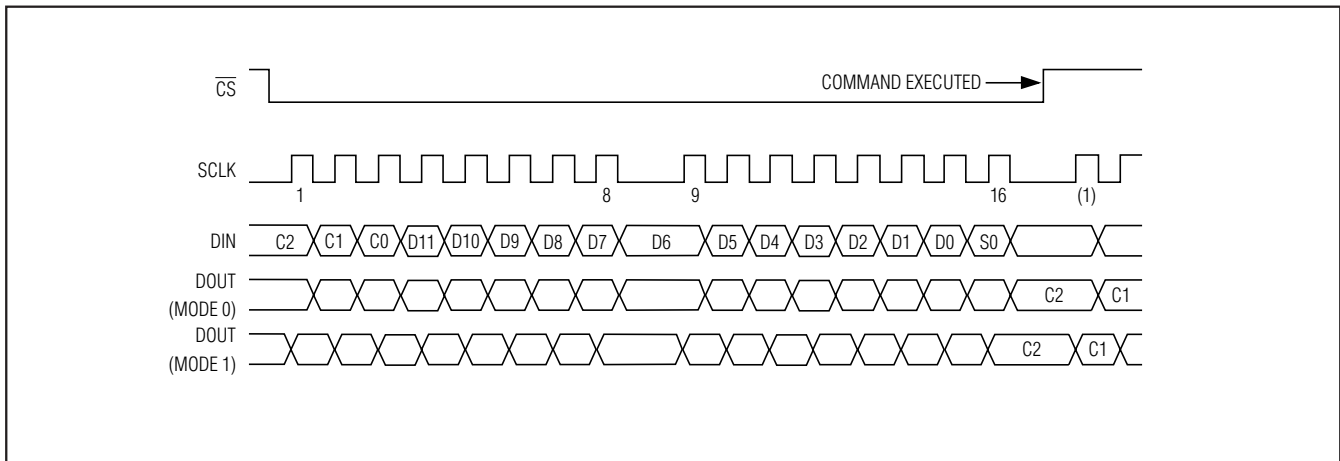 CS
COMMAND EXECUTED
SCLK
1 8 9 16 (1)
DIN C2 C1 C0 D11 D10 D9 D8 D7 D6 D5 D4 D3 D2 D1 D0 S0
DOUT
(MODE 0) C2 C1
DOUT
(MODE 1) C2 C1